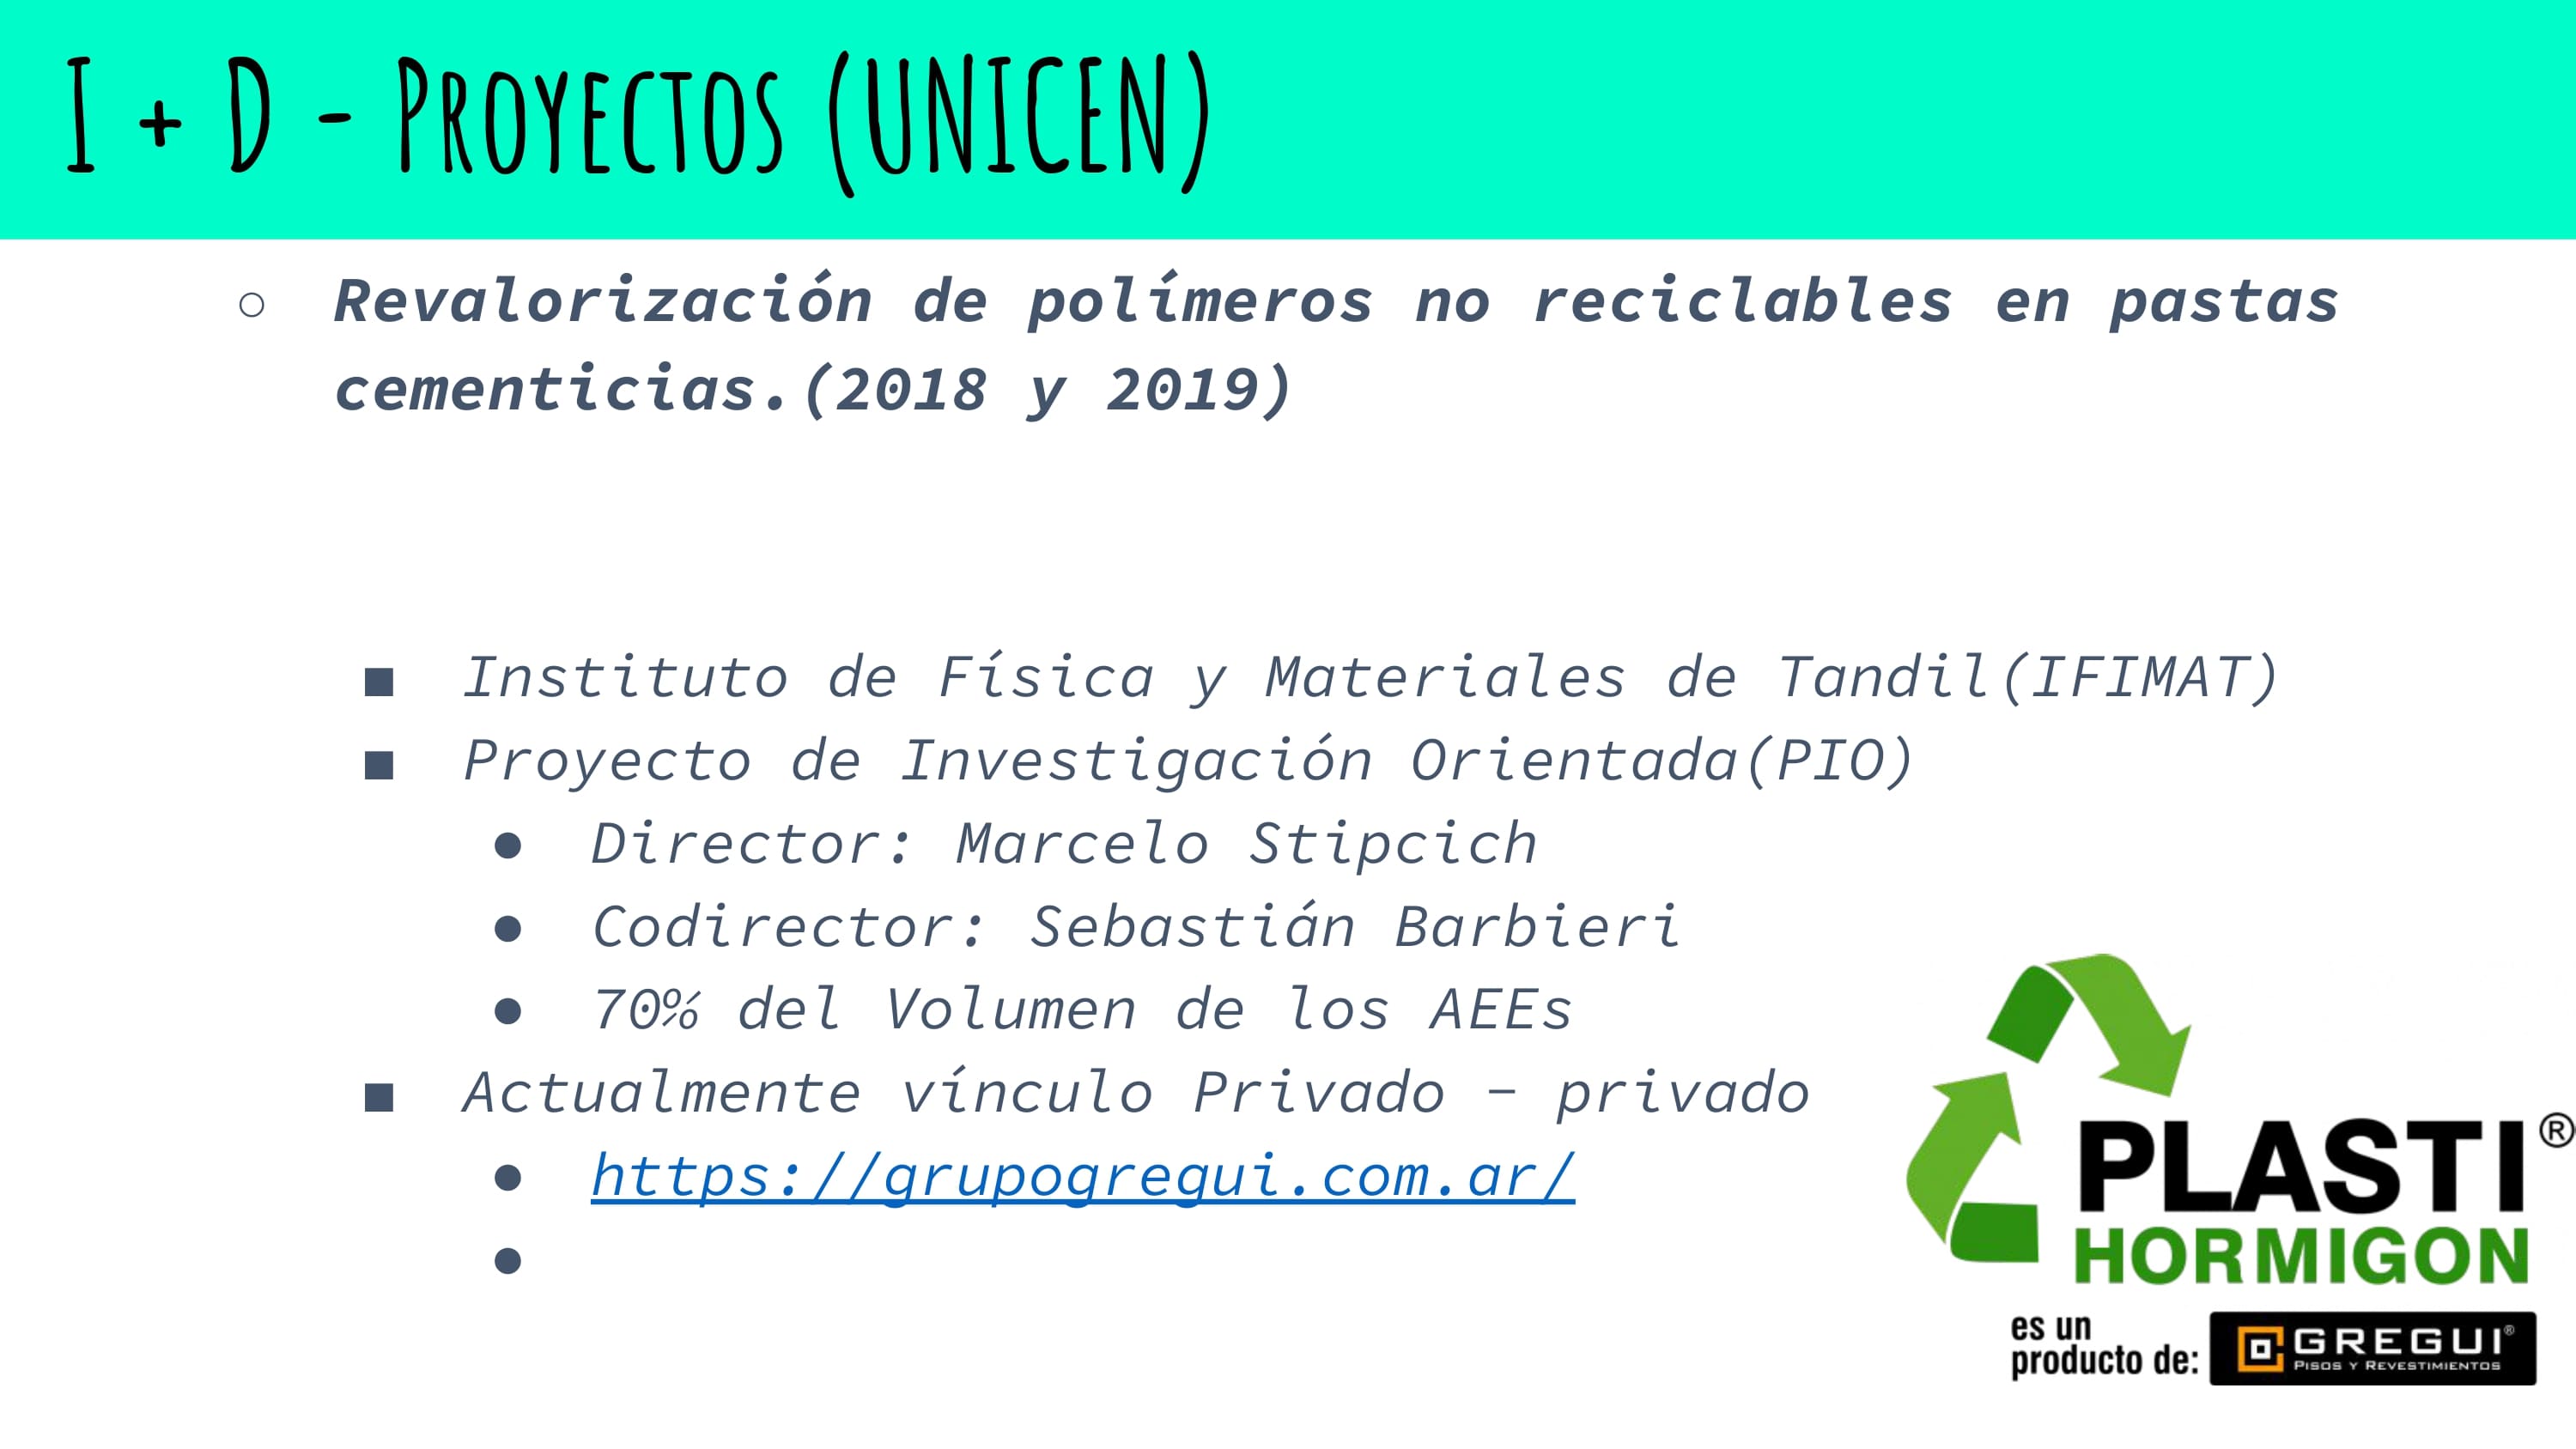 I + D - Proyectos (UNICEN)
○ Revalorización de polímeros no reciclables en pastas
cementicias.(2018 y 2019)
■ Instituto de Física y Materiales de Tandil(IFIMAT)
■ Proyecto de Investigación Orientada(PIO)
● Director: Marcelo Stipcich
● Codirector: Sebastián Barbieri
● 70% del Volumen de los AEEs
■ Actualmente vínculo Privado – privado
● https://grupogregui.com.ar/
●
PLASTI®
HORMIGON
es un
producto de:
GREGUI®
PISOS Y REVESTIMIENTOS